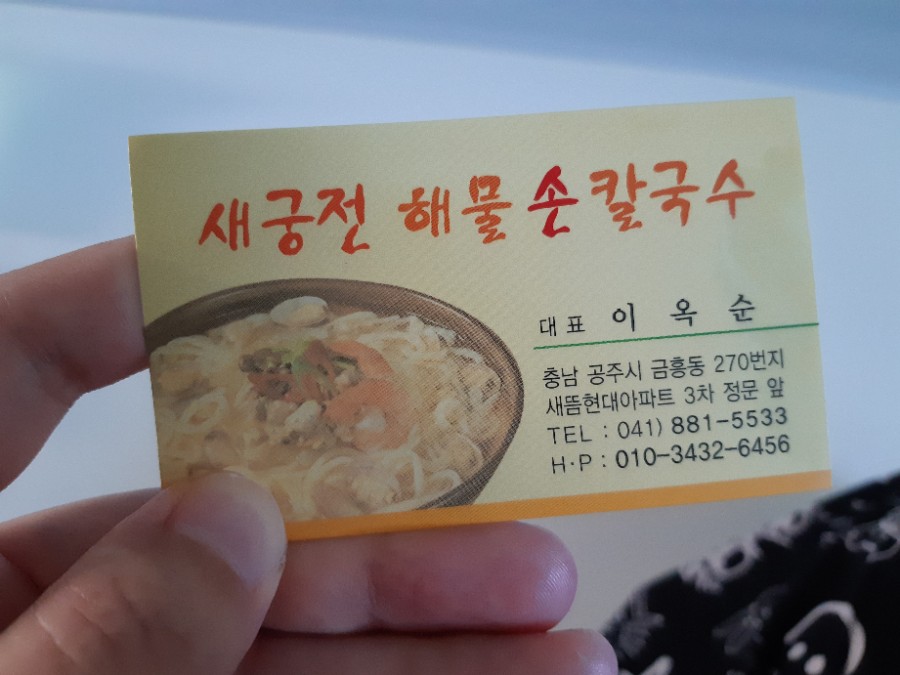 새궁전 해물손칼국수
대표 이 옥 순
충남 공주시 금흥동 270번지
새뜸현대아파트 3차 정문 앞
TEL : 041) 881-5533
H·P : 010-3432-6456